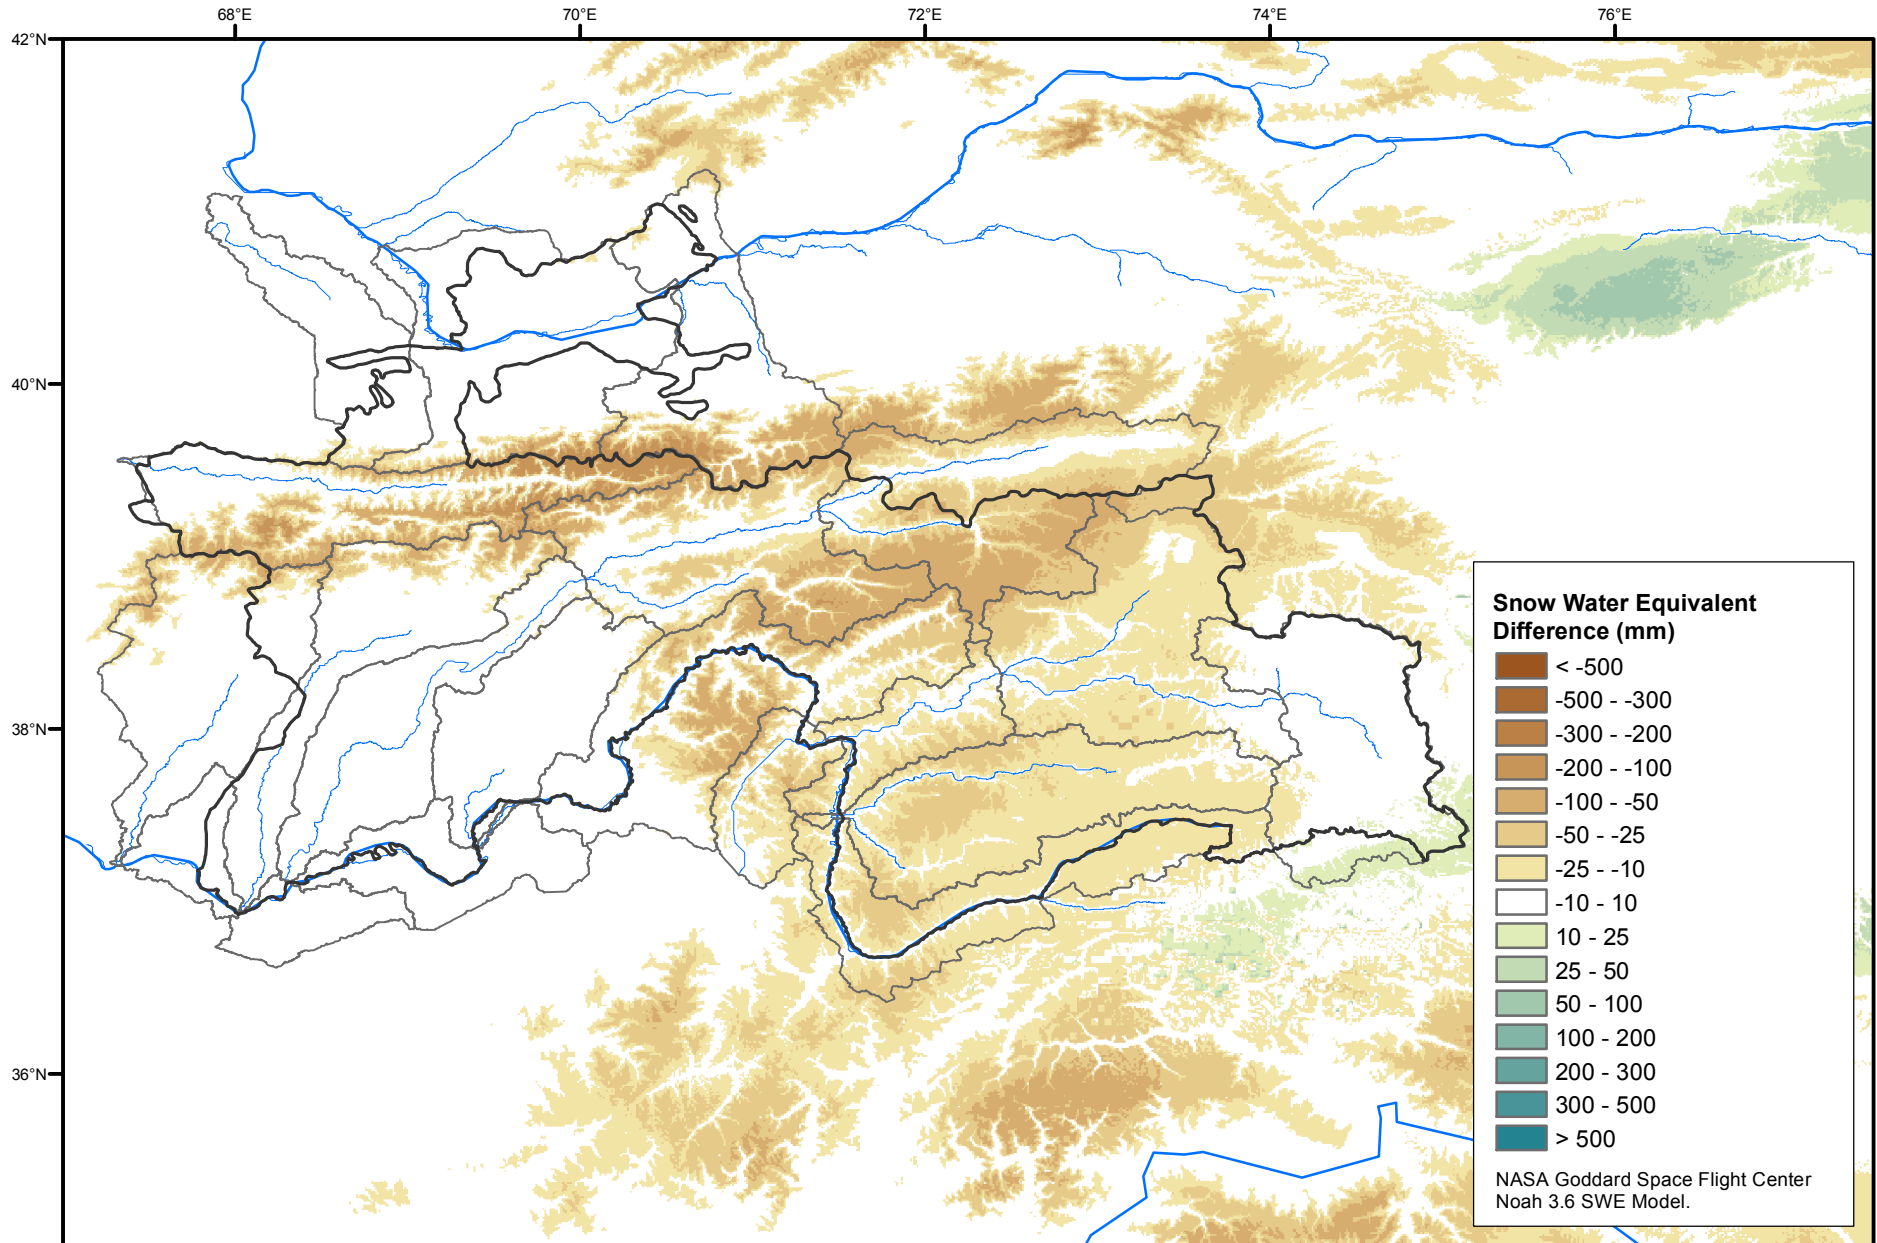 68°E 70°E 72°E 74°E 76°E
42°N
40°N
38°N
36°N
Snow Water Equivalent
Difference (mm)
< -500
-500 - -300
-300 - -200
-200 - -100
-100 - -50
-50 - -25
-25 - -10
-10 - 10
10 - 25
25 - 50
50 - 100
100 - 200
200 - 300
300 - 500
> 500
NASA Goddard Space Flight Center
Noah 3.6 SWE Model.